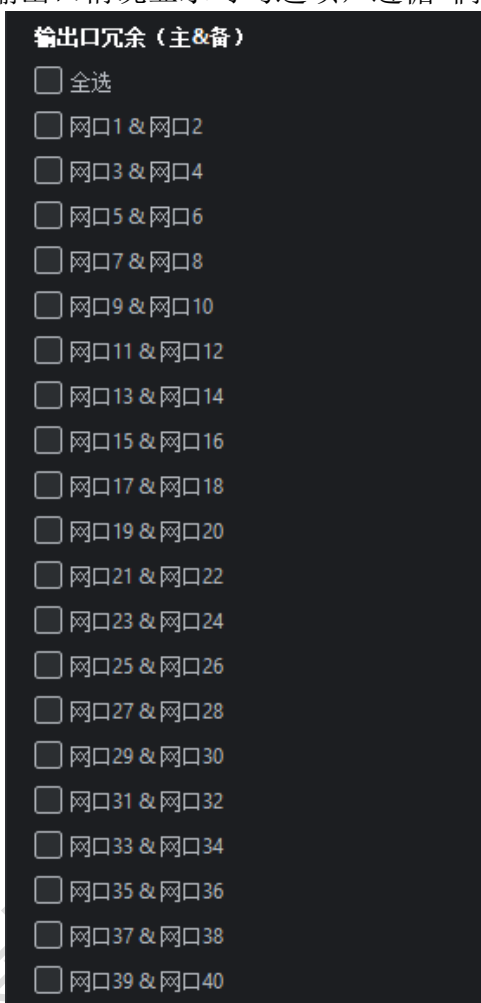 输出口冗余（主&备）
全选
网口1 & 网口2
网口3 & 网口4
网口5 & 网口6
网口7 & 网口8
网口9 & 网口10
网口11 & 网口12
网口13 & 网口14
网口15 & 网口16
网口17 & 网口18
网口19 & 网口20
网口21 & 网口22
网口23 & 网口24
网口25 & 网口26
网口27 & 网口28
网口29 & 网口30
网口31 & 网口32
网口33 & 网口34
网口35 & 网口36
网口37 & 网口38
网口39 & 网口40